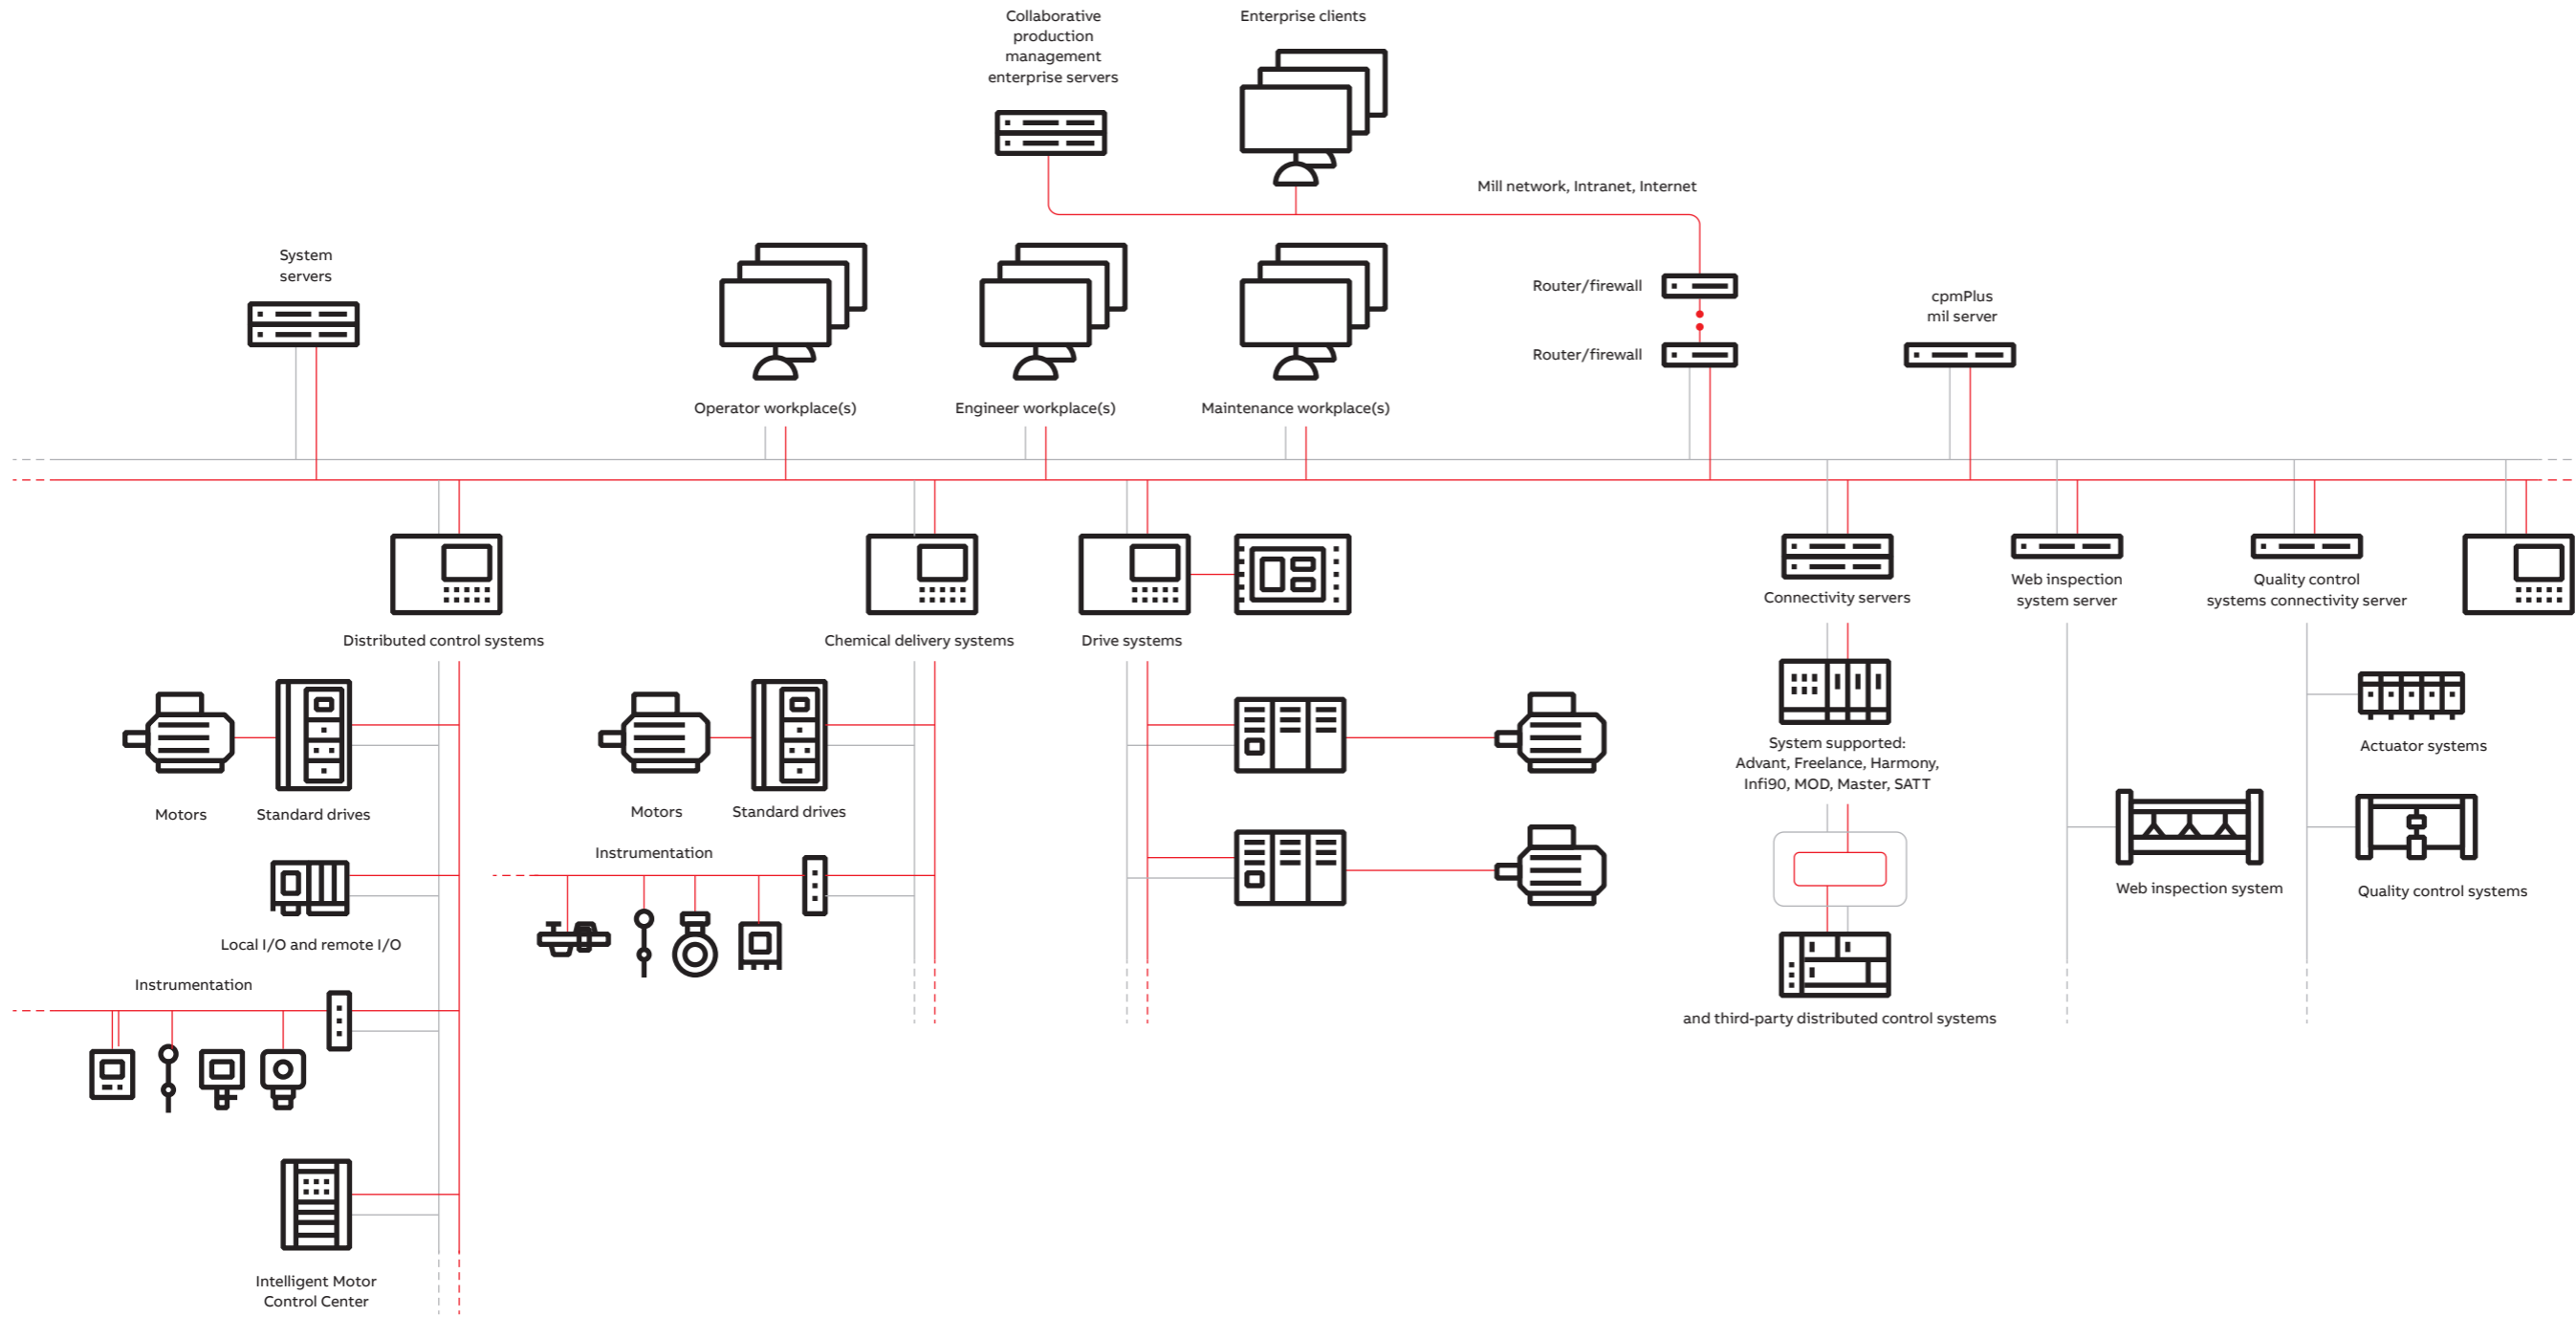 Collaborative
production
management
enterprise servers
Enterprise clients
Mill network, Intranet, Internet
System
servers
Router/firewall
cpmPlus
mil server
Router/firewall
Operator workplace(s)
Engineer workplace(s)
Maintenance workplace(s)
Distributed control systems
Chemical delivery systems
Drive systems
Connectivity servers
Web inspection
system server
Quality control
systems connectivity server
Motors
Standard drives
Motors
Standard drives
System supported:
Advant, Freelance, Harmony,
Infi90, MOD, Master, SATT
Actuator systems
Instrumentation
Web inspection system
Quality control systems
Local I/O and remote I/O
Instrumentation
and third-party distributed control systems
Intelligent Motor
Control Center